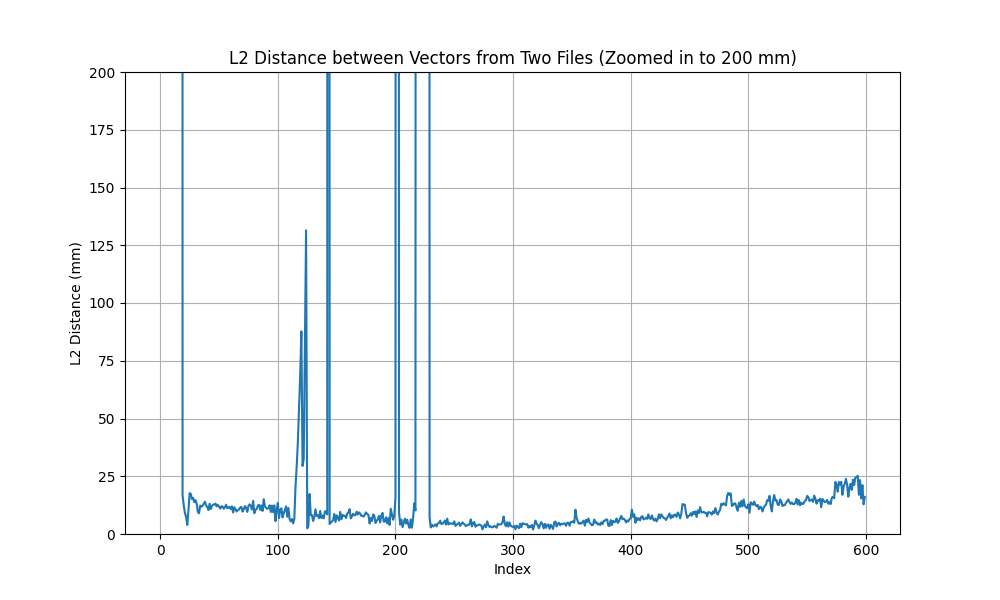 L2 Distance between Vectors from Two Files (Zoomed in to 200 mm)
200
175
150
125
100
75
50
25
0
L2 Distance (mm)
0 100 200 300 400 500 600
Index